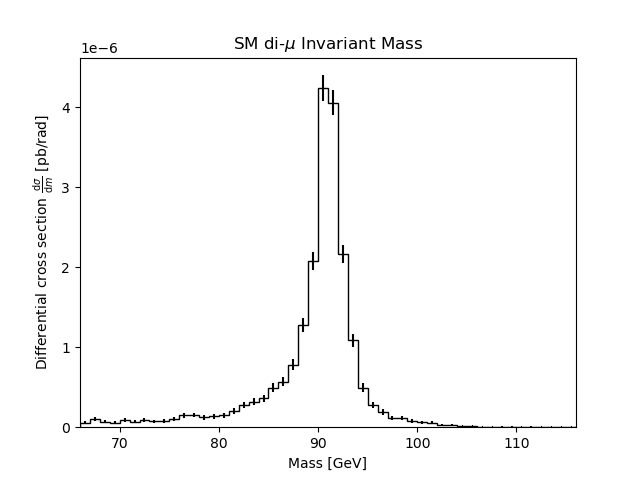 SM di-μ Invariant Mass
1e−6
4
3
2
1
0
Differential cross section dσ/dm [pb/rad]
70 80 90 100 110
Mass [GeV]